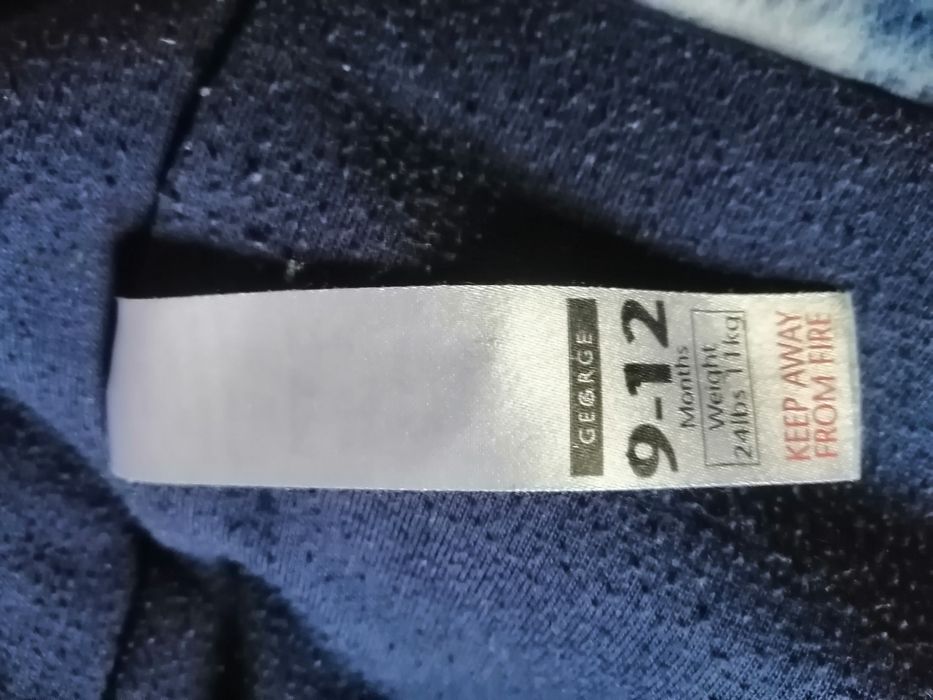 GEORGE
9-12
Months
Weight
24lbs 11kg
KEEP AWAY
FROM FIRE